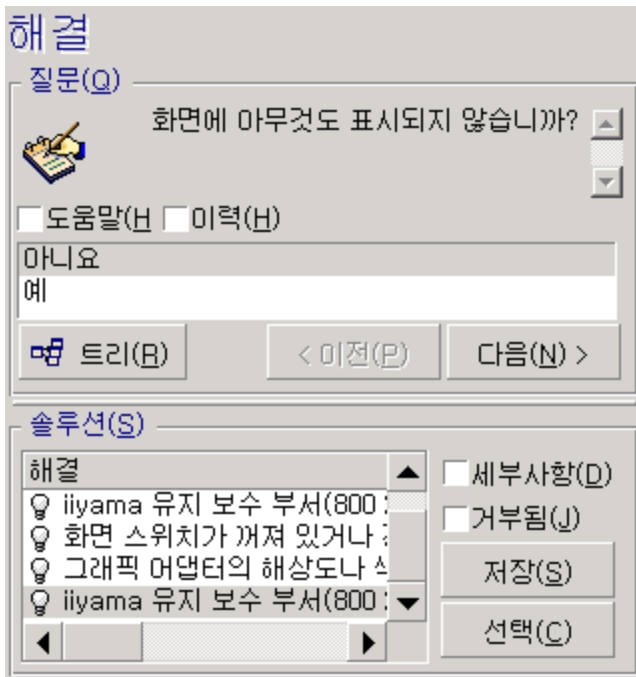 해결
질문(Q)
화면에 아무것도 표시되지 않습니까?
도움말(H 이력(H)
아니요
예
트리(R) < 이전(P) 다음(N) >
솔루션(S)
해결
iiyama 유지 보수 부서(800
화면 스위치가 꺼져 있거나
그래픽 어댑터의 해상도나
iiyama 유지 보수 부서(800
세부사항(D)
거부됨(J)
저장(S)
선택(C)